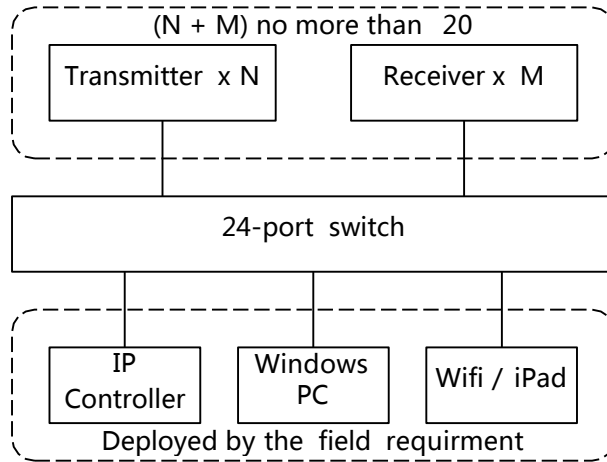 (N + M) no more than 20
Transmitter x N
Receiver x M
24-port switch
IP
Controller
Windows
PC
Wifi / iPad
Deployed by the field requirment